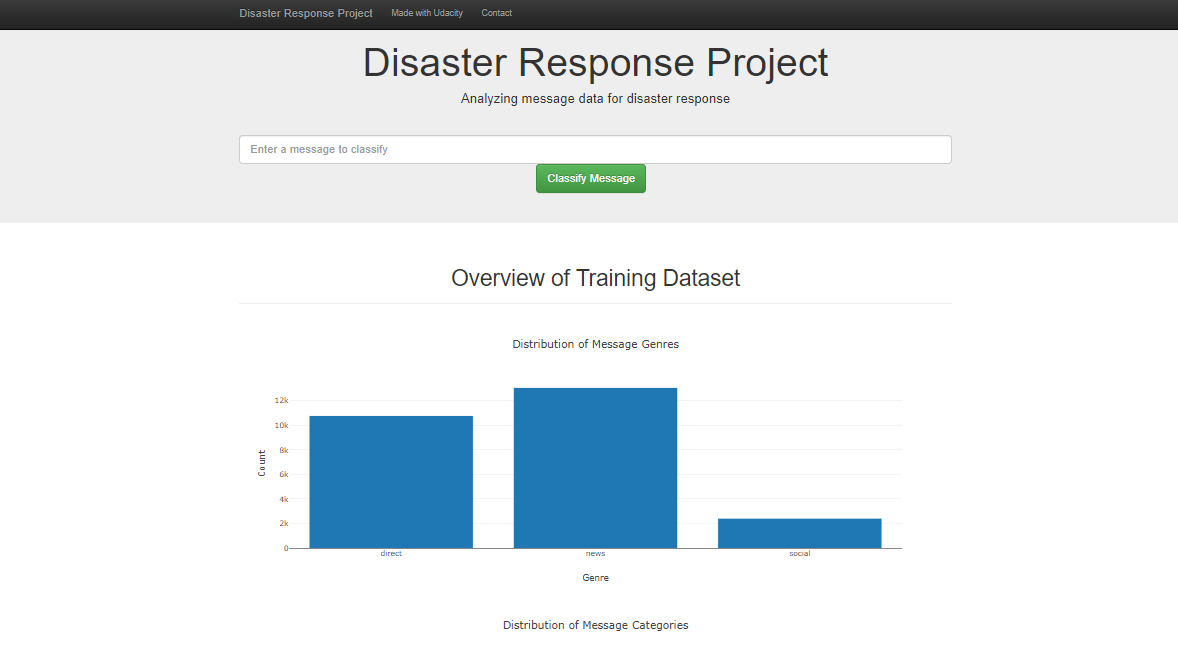 Disaster Response Project Made with Udacity Contact
Disaster Response Project
Analyzing message data for disaster response
Enter a message to classify
Classify Message
Overview of Training Dataset
Distribution of Message Genres
12k
10k
8k
6k
4k
2k
0
Count
direct news social
Genre
Distribution of Message Categories